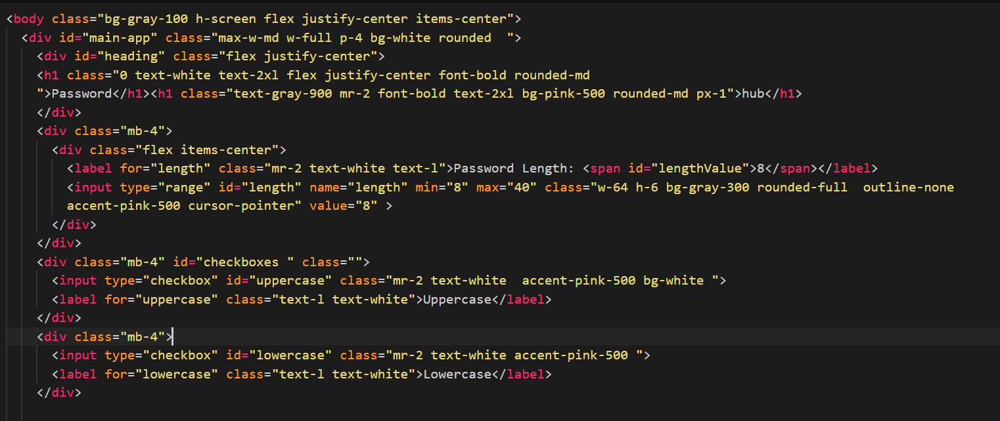 <body class="bg-gray-100 h-screen flex justify-center items-center">
<div id="main-app" class="max-w-md w-full p-4 bg-white rounded  ">
<div id="heading" class="flex justify-center">
<h1 class="0 text-white text-2xl flex justify-center font-bold rounded-md
">Password</h1><h1 class="text-gray-900 mr-2 font-bold text-2xl bg-pink-500 rounded-md px-1">hub</h1>
</div>
<div class="mb-4">
<div class="flex items-center">
<label for="length" class="mr-2 text-white text-l">Password Length: <span id="lengthValue">8</span></label>
<input type="range" id="length" name="length" min="8" max="40" class="w-64 h-6 bg-gray-300 rounded-full  outline-none
accent-pink-500 cursor-pointer" value="8" >
</div>
</div>
<div class="mb-4" id="checkboxes " class="">
<input type="checkbox" id="uppercase" class="mr-2 text-white  accent-pink-500 bg-white ">
<label for="uppercase" class="text-l text-white">Uppercase</label>
</div>
<div class="mb-4">
<input type="checkbox" id="lowercase" class="mr-2 text-white accent-pink-500 ">
<label for="lowercase" class="text-l text-white">Lowercase</label>
</div>